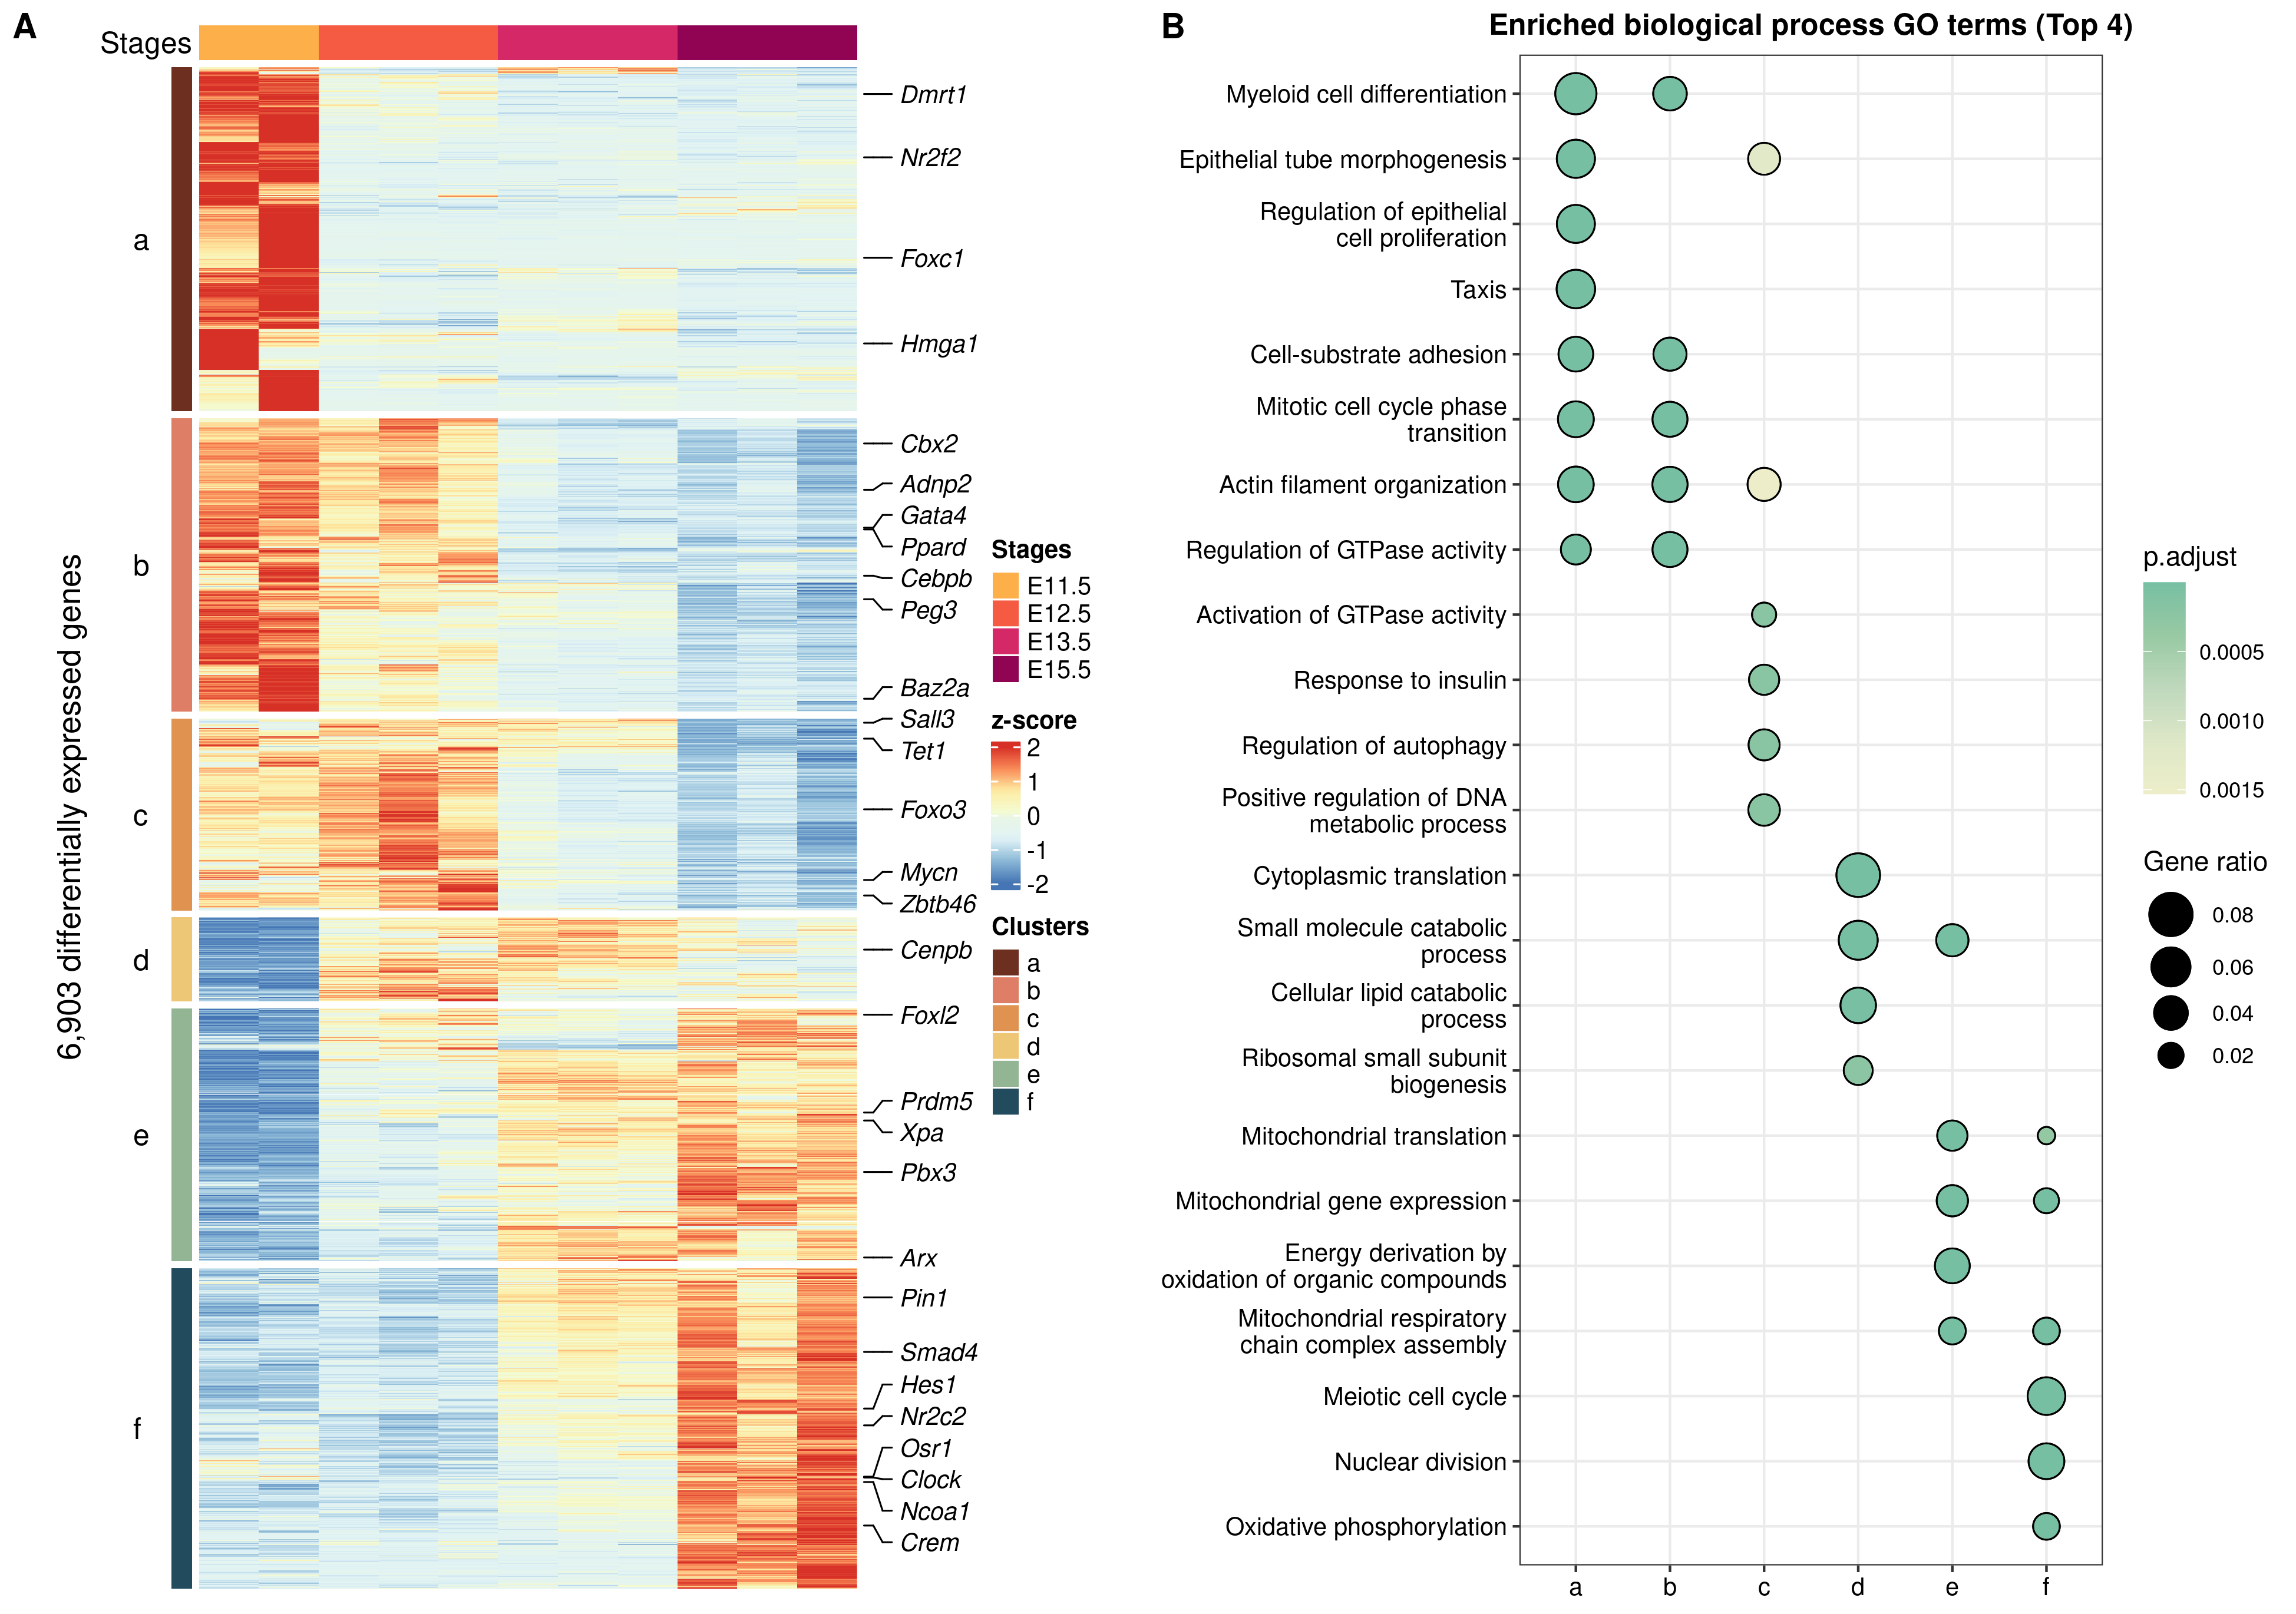 A
Stages
6,903 differentially expressed genes
a
b
c
d
e
f
Dmrt1
Nr2f2
Foxc1
Hmga1
Cbx2
Adnp2
Gata4
Ppard
Cebpb
Peg3
Baz2a
Sall3
Tet1
Foxo3
Mycn
Zbtb46
Cenpb
Foxl2
Prdm5
Xpa
Pbx3
Arx
Pin1
Smad4
Hes1
Nr2c2
Osr1
Clock
Ncoa1
Crem
Stages
E11.5
E12.5
E13.5
E15.5
z-score
2
1
0
-1
-2
Clusters
a
b
c
d
e
f
B
Enriched biological process GO terms (Top 4)
Myeloid cell differentiation
Epithelial tube morphogenesis
Regulation of epithelial
cell proliferation
Taxis
Cell-substrate adhesion
Mitotic cell cycle phase
transition
Actin filament organization
Regulation of GTPase activity
Activation of GTPase activity
Response to insulin
Regulation of autophagy
Positive regulation of DNA
metabolic process
Cytoplasmic translation
Small molecule catabolic
process
Cellular lipid catabolic
process
Ribosomal small subunit
biogenesis
Mitochondrial translation
Mitochondrial gene expression
Energy derivation by
oxidation of organic compounds
Mitochondrial respiratory
chain complex assembly
Meiotic cell cycle
Nuclear division
Oxidative phosphorylation
a
b
c
d
e
f
p.adjust
0.0005
0.0010
0.0015
Gene ratio
0.08
0.06
0.04
0.02